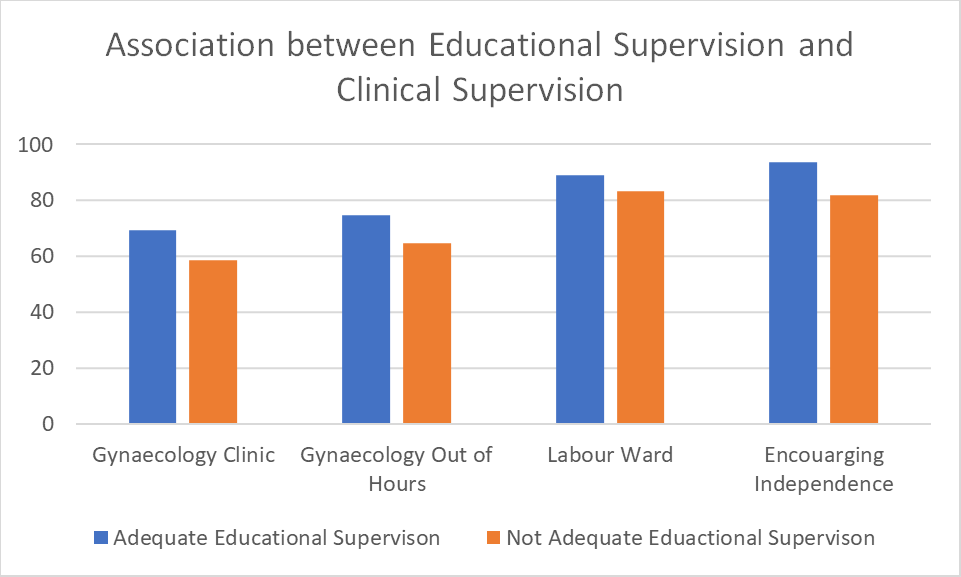 Association between Educational Supervision and
Clinical Supervision
100
80
60
40
20
0
Gynaecology Clinic
Gynaecology Out of
Hours
Labour Ward
Encouarging
Independence
Adequate Educational Supervison
Not Adequate Eduactional Supervison